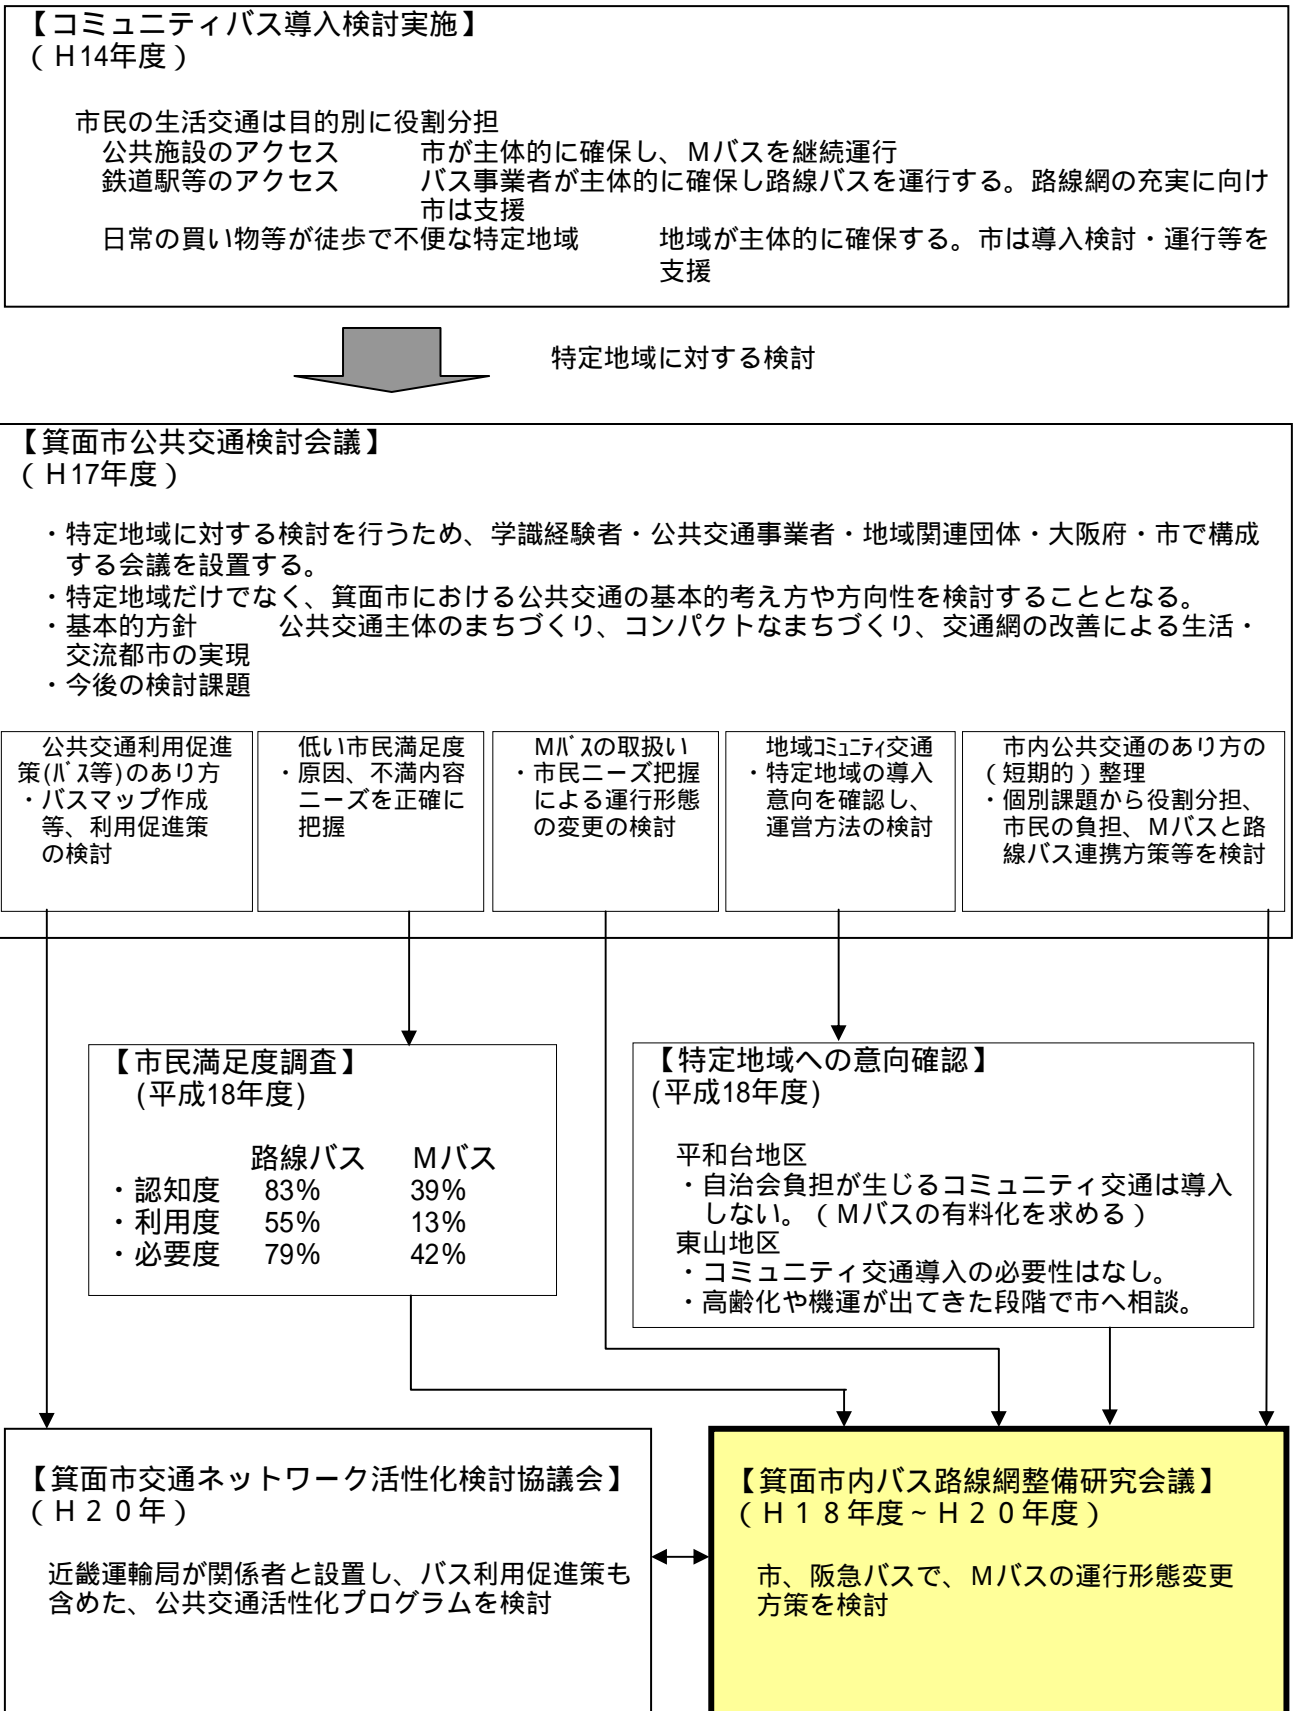 【コミュニティバス導入検討実施】
（Ｈ14年度）
市民の生活交通は目的別に役割分担
公共施設のアクセス　　　市が主体的に確保し、Ｍバスを継続運行
鉄道駅等のアクセス　　　バス事業者が主体的に確保し路線バスを運行する。路線網の充実に向け
市は支援
日常の買い物等が徒歩で不便な特定地域　　　地域が主体的に確保する。市は導入検討・運行等を
支援
特定地域に対する検討
【箕面市公共交通検討会議】
（Ｈ17年度）
・特定地域に対する検討を行うため、学識経験者・公共交通事業者・地域関連団体・大阪府・市で構成
する会議を設置する。
・特定地域だけでなく、箕面市における公共交通の基本的考え方や方向性を検討することとなる。
・基本的方針　　　公共交通主体のまちづくり、コンパクトなまちづくり、交通網の改善による生活・
交流都市の実現
・今後の検討課題
公共交通利用促進
策(ﾊﾞｽ等)のあり方
・バスマップ作成
等、利用促進策
の検討
低い市民満足度
・原因、不満内容
ニーズを正確に
把握
Ｍﾊﾞｽの取扱い
・市民ニーズ把握
による運行形態
の変更の検討
地域ｺﾐｭﾆﾃｨ交通
・特定地域の導入
意向を確認し、
運営方法の検討
市内公共交通のあり方の
（短期的）整理
・個別課題から役割分担、
市民の負担、Ｍバスと路
線バス連携方策等を検討
【市民満足度調査】
(平成18年度)
路線バス　Ｍバス
・認知度　83%　39%
・利用度　55%　13%
・必要度　79%　42%
【特定地域への意向確認】
(平成18年度)
平和台地区
・自治会負担が生じるコミュニティ交通は導入
しない。（Ｍバスの有料化を求める）
東山地区
・コミュニティ交通導入の必要性はなし。
・高齢化や機運が出てきた段階で市へ相談。
【箕面市交通ネットワーク活性化検討協議会】
（Ｈ２０年）
近畿運輸局が関係者と設置し、バス利用促進策も
含めた、公共交通活性化プログラムを検討
【箕面市内バス路線網整備研究会議】
（Ｈ１８年度～Ｈ２０年度）
市、阪急バスで、Ｍバスの運行形態変更
方策を検討